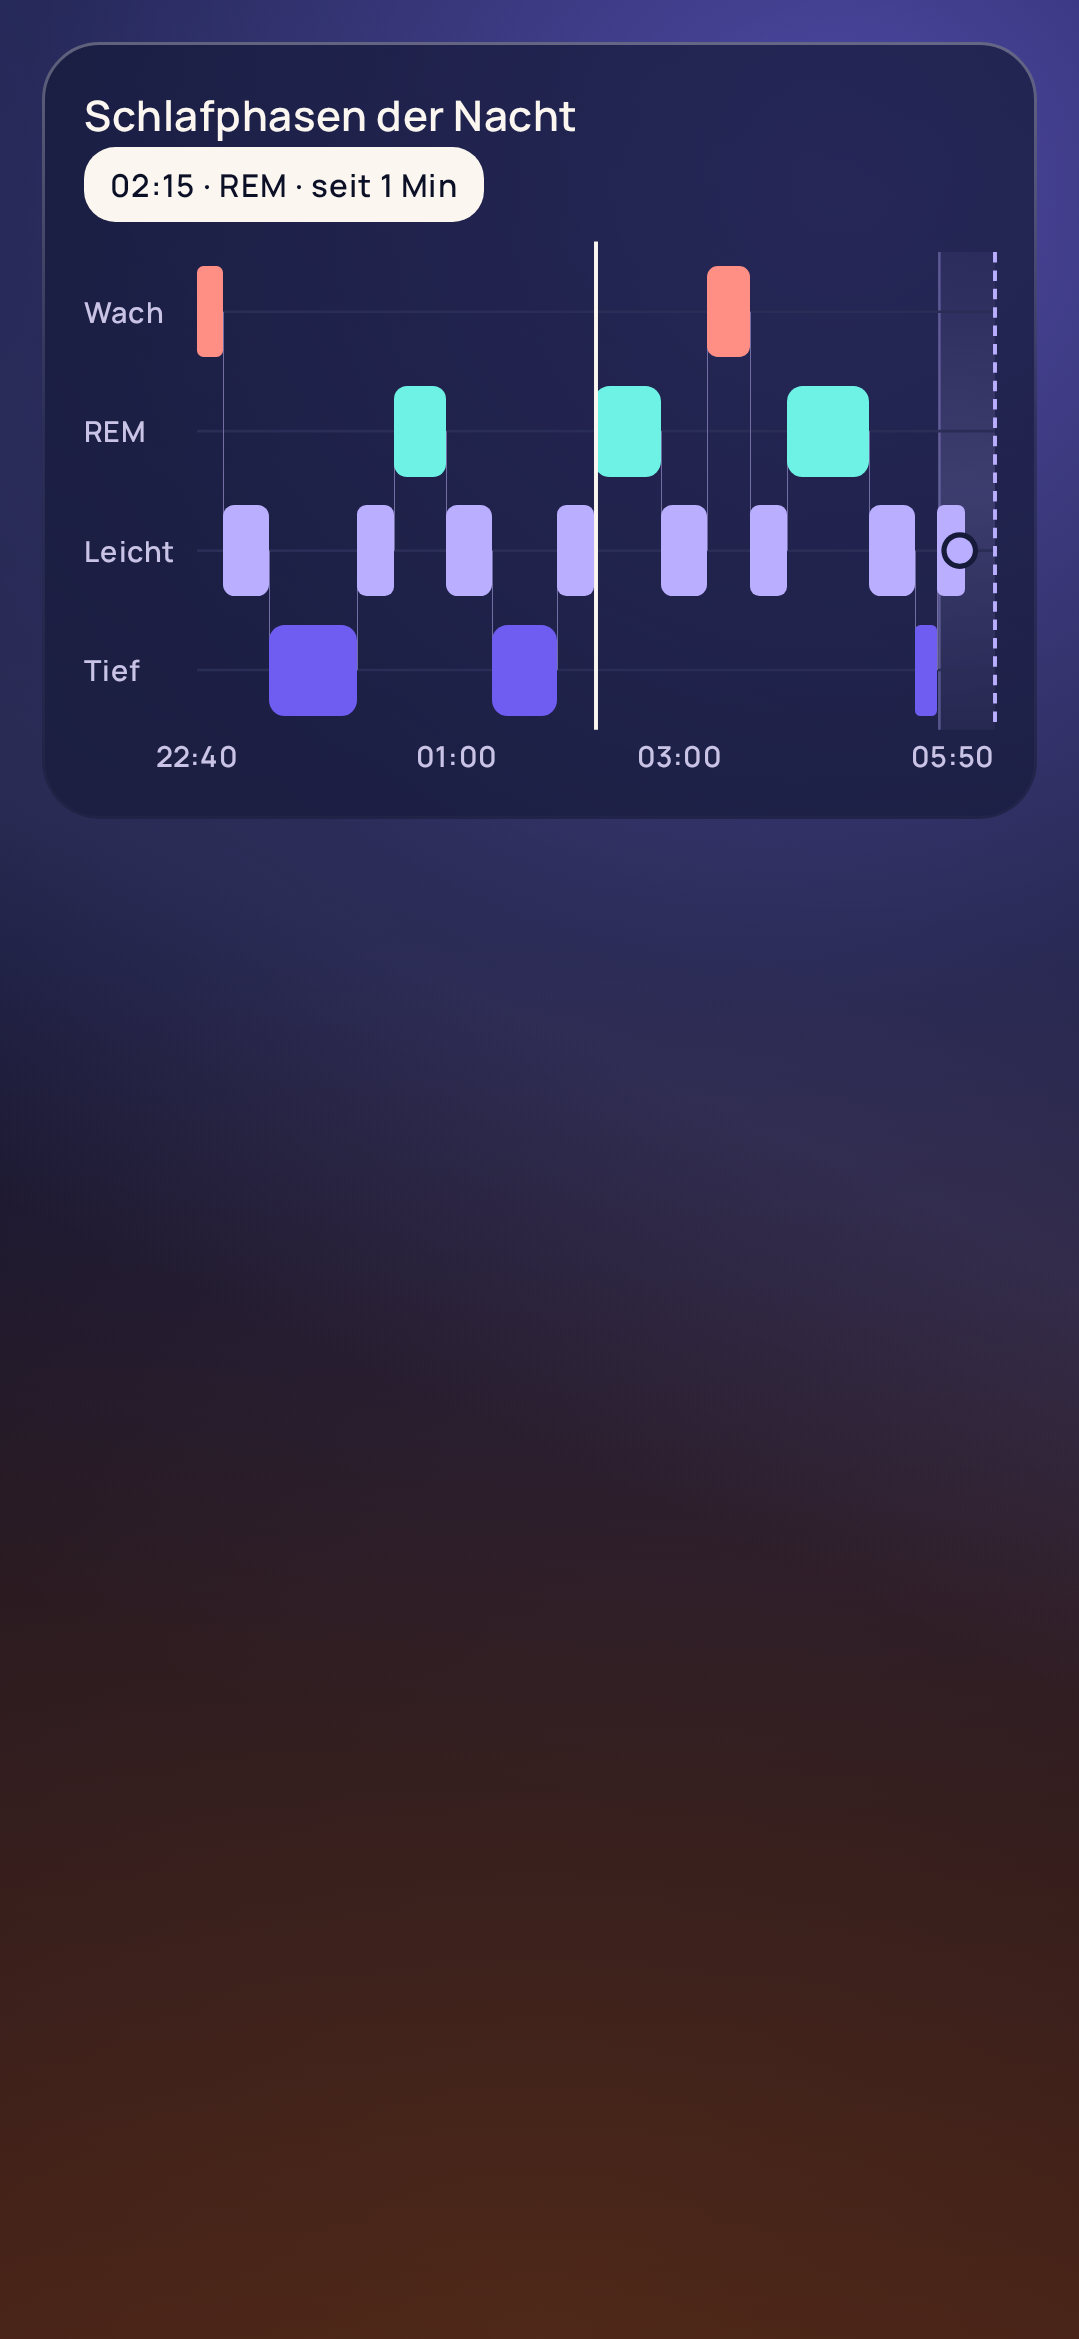 Schlafphasen der Nacht
02:15 · REM · seit 1 Min
Wach
REM
Leicht
Tief
22:40 01:00 03:00 05:50